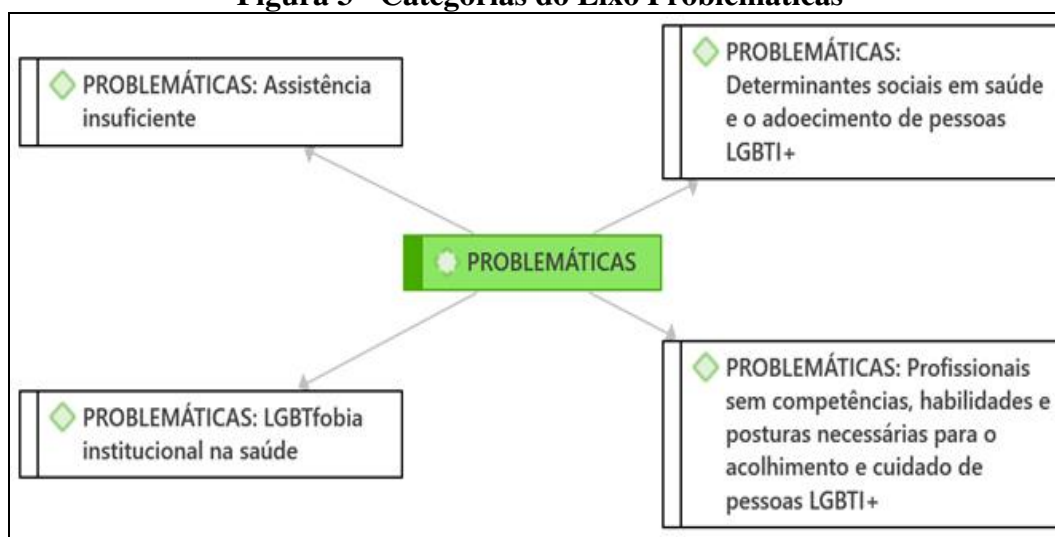 Figura 3 - Categorias do Eixo Problemáticas
PROBLEMÁTICAS: Assistência
insuficiente
PROBLEMÁTICAS:
Determinantes sociais em saúde
e o adoecimento de pessoas
LGBTI+
PROBLEMÁTICAS
PROBLEMÁTICAS: LGBTfobia
institucional na saúde
PROBLEMÁTICAS: Profissionais
sem competências, habilidades e
posturas necessárias para o
acolhimento e cuidado de
pessoas LGBTI+